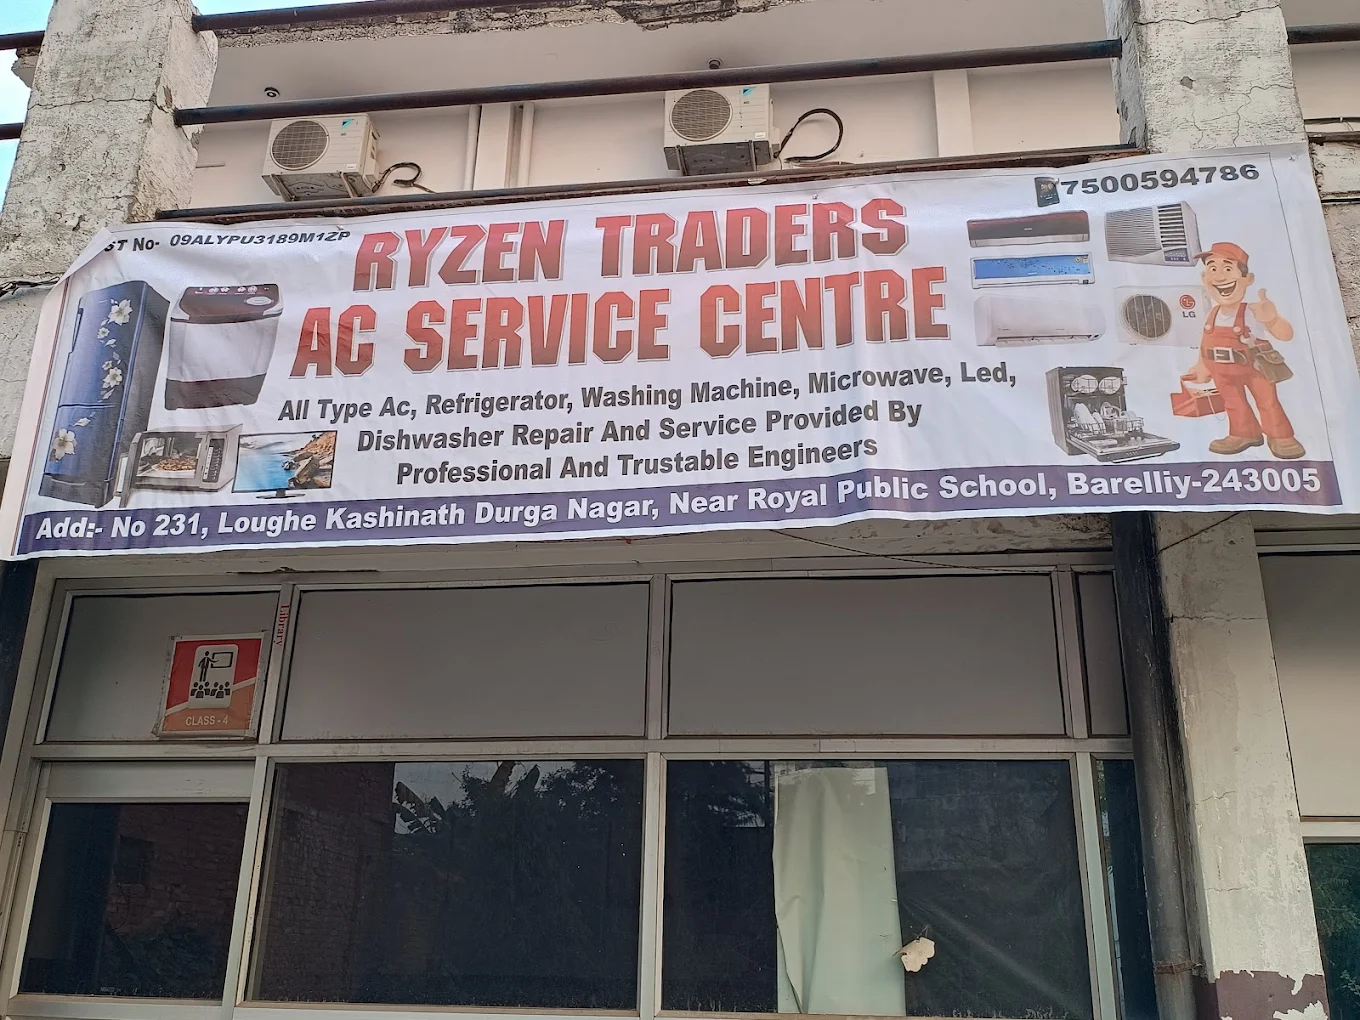 ST No- 09ALYPU3189M1ZP
7500594786
RYZEN TRADERS
AC SERVICE CENTRE
All Type Ac, Refrigerator, Washing Machine, Microwave, Led,
Dishwasher Repair And Service Provided By
Professional And Trustable Engineers
LG
Add:- No 231, Loughe Kashinath Durga Nagar, Near Royal Public School, Barelliy-243005
Library
CLASS - 4